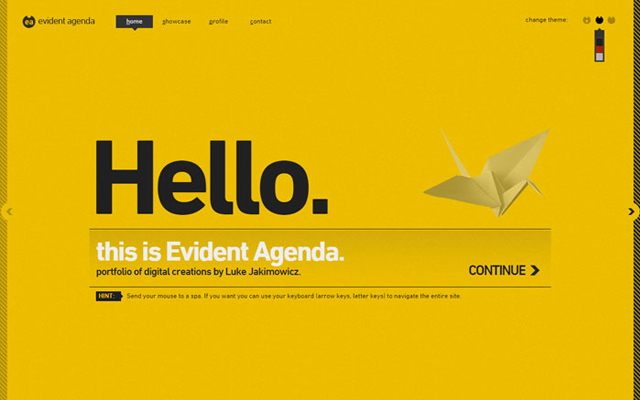 ea evident agenda
home showcase profile contact
change theme:
Hello.
this is Evident Agenda.
portfolio of digital creations by Luke Jakimowicz.
CONTINUE
HINT: Send your mouse to a spa. If you want you can use your keyboard (arrow keys, letter keys) to navigate the entire site.